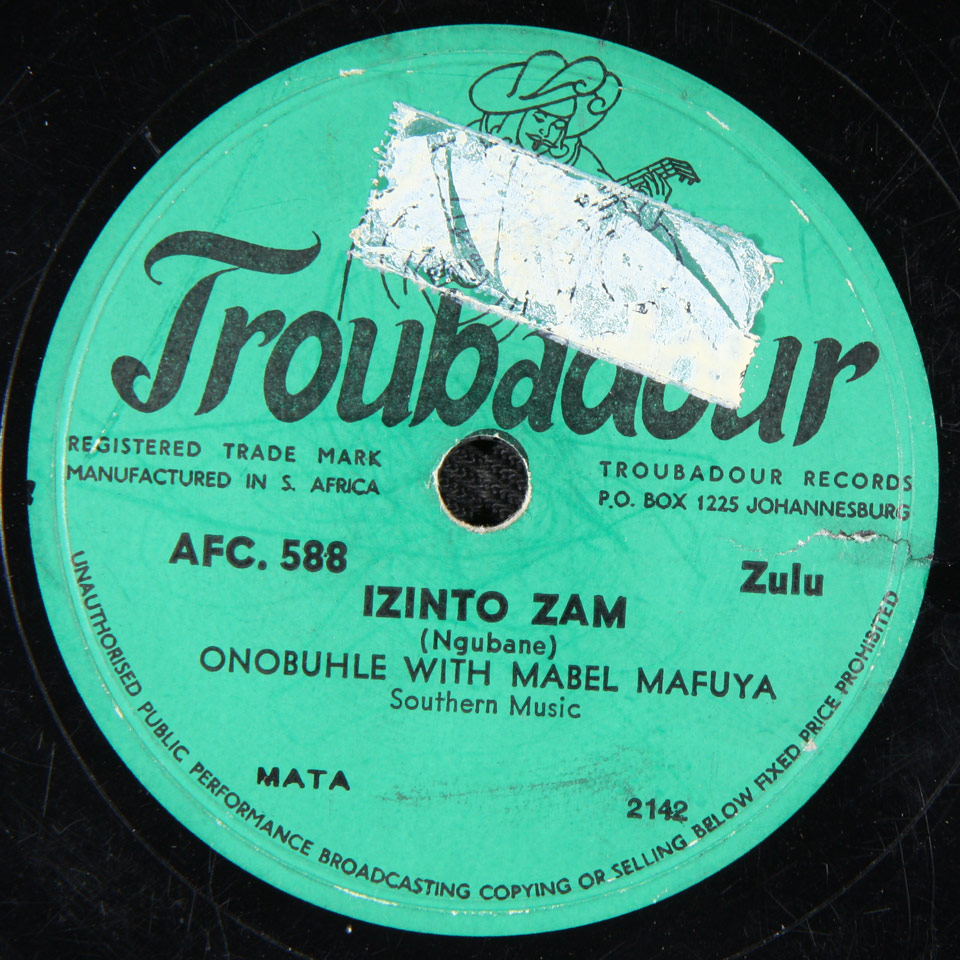 Troubadour
REGISTERED TRADE MARK
MANUFACTURED IN S. AFRICA
TROUBADOUR RECORDS
P.O. BOX 1225 JOHANNESBURG
AFC. 588
Zulu
IZINTO ZAM
(Ngubane)
ONOBUHLE WITH MABEL MAFUYA
Southern Music
MATA
2142
UNAUTHORISED PUBLIC PERFORMANCE BROADCASTING COPYING OR SELLING BELOW FIXED PRICE PROHIBITED